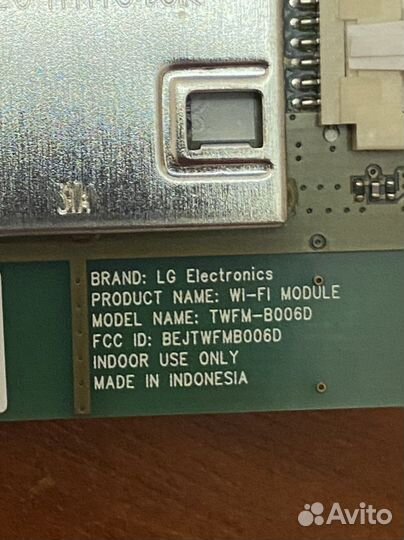 BRAND: LG Electronics
PRODUCT NAME: WI-FI MODULE
MODEL NAME: TWFM-B006D
FCC ID: BEJTWFMB006D
INDOOR USE ONLY
MADE IN INDONESIA
Avito